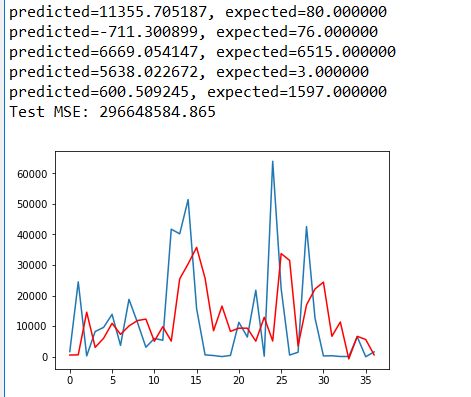 predicted=11355.705187, expected=80.000000
predicted=-711.300899, expected=76.000000
predicted=6669.054147, expected=6515.000000
predicted=5638.022672, expected=3.000000
predicted=600.509245, expected=1597.000000
Test MSE: 296648584.865
60000
50000
40000
30000
20000
10000
0
0 5 10 15 20 25 30 35